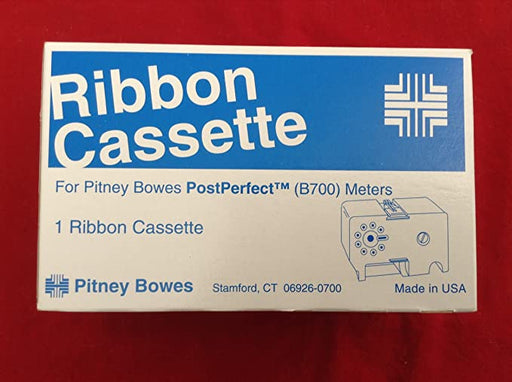 Ribbon
Cassette
For Pitney Bowes PostPerfect™ (B700) Meters
1 Ribbon Cassette
Pitney Bowes Stamford, CT 06926-0700 Made in USA